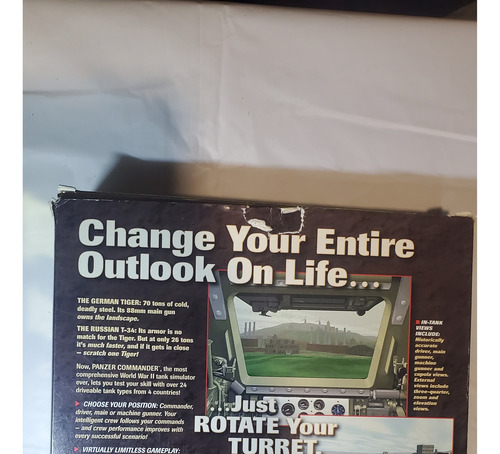 Change Your Entire
Outlook On Life...
THE GERMAN TIGER: 70 tons of cold,
deadly steel. Its 88mm main gun
owns the landscape.
THE RUSSIAN T-34: Its armor is no
match for the Tiger. But at only 26 tons
it's much faster, and if it gets in close
– scratch one Tiger!
Now, PANZER COMMANDER, the most
comprehensive World War II tank simulator
ever, lets you test your skill with over 24
driveable tank types from 4 countries!
CHOOSE YOUR POSITION: Commander,
driver, main or machine gunner. Your
intelligent crew follows your commands
– and crew performance improves with
every successful scenario!
VIRTUALLY LIMITLESS GAMEPLAY:
IN-TANK
VIEWS
INCLUDE:
Historically
accurate
driver, main
gunner,
machine
gunner and
cupola views.
External
views include
three-quarter,
zoom and
elevation
views.
...Just
ROTATE Your
TURRET.